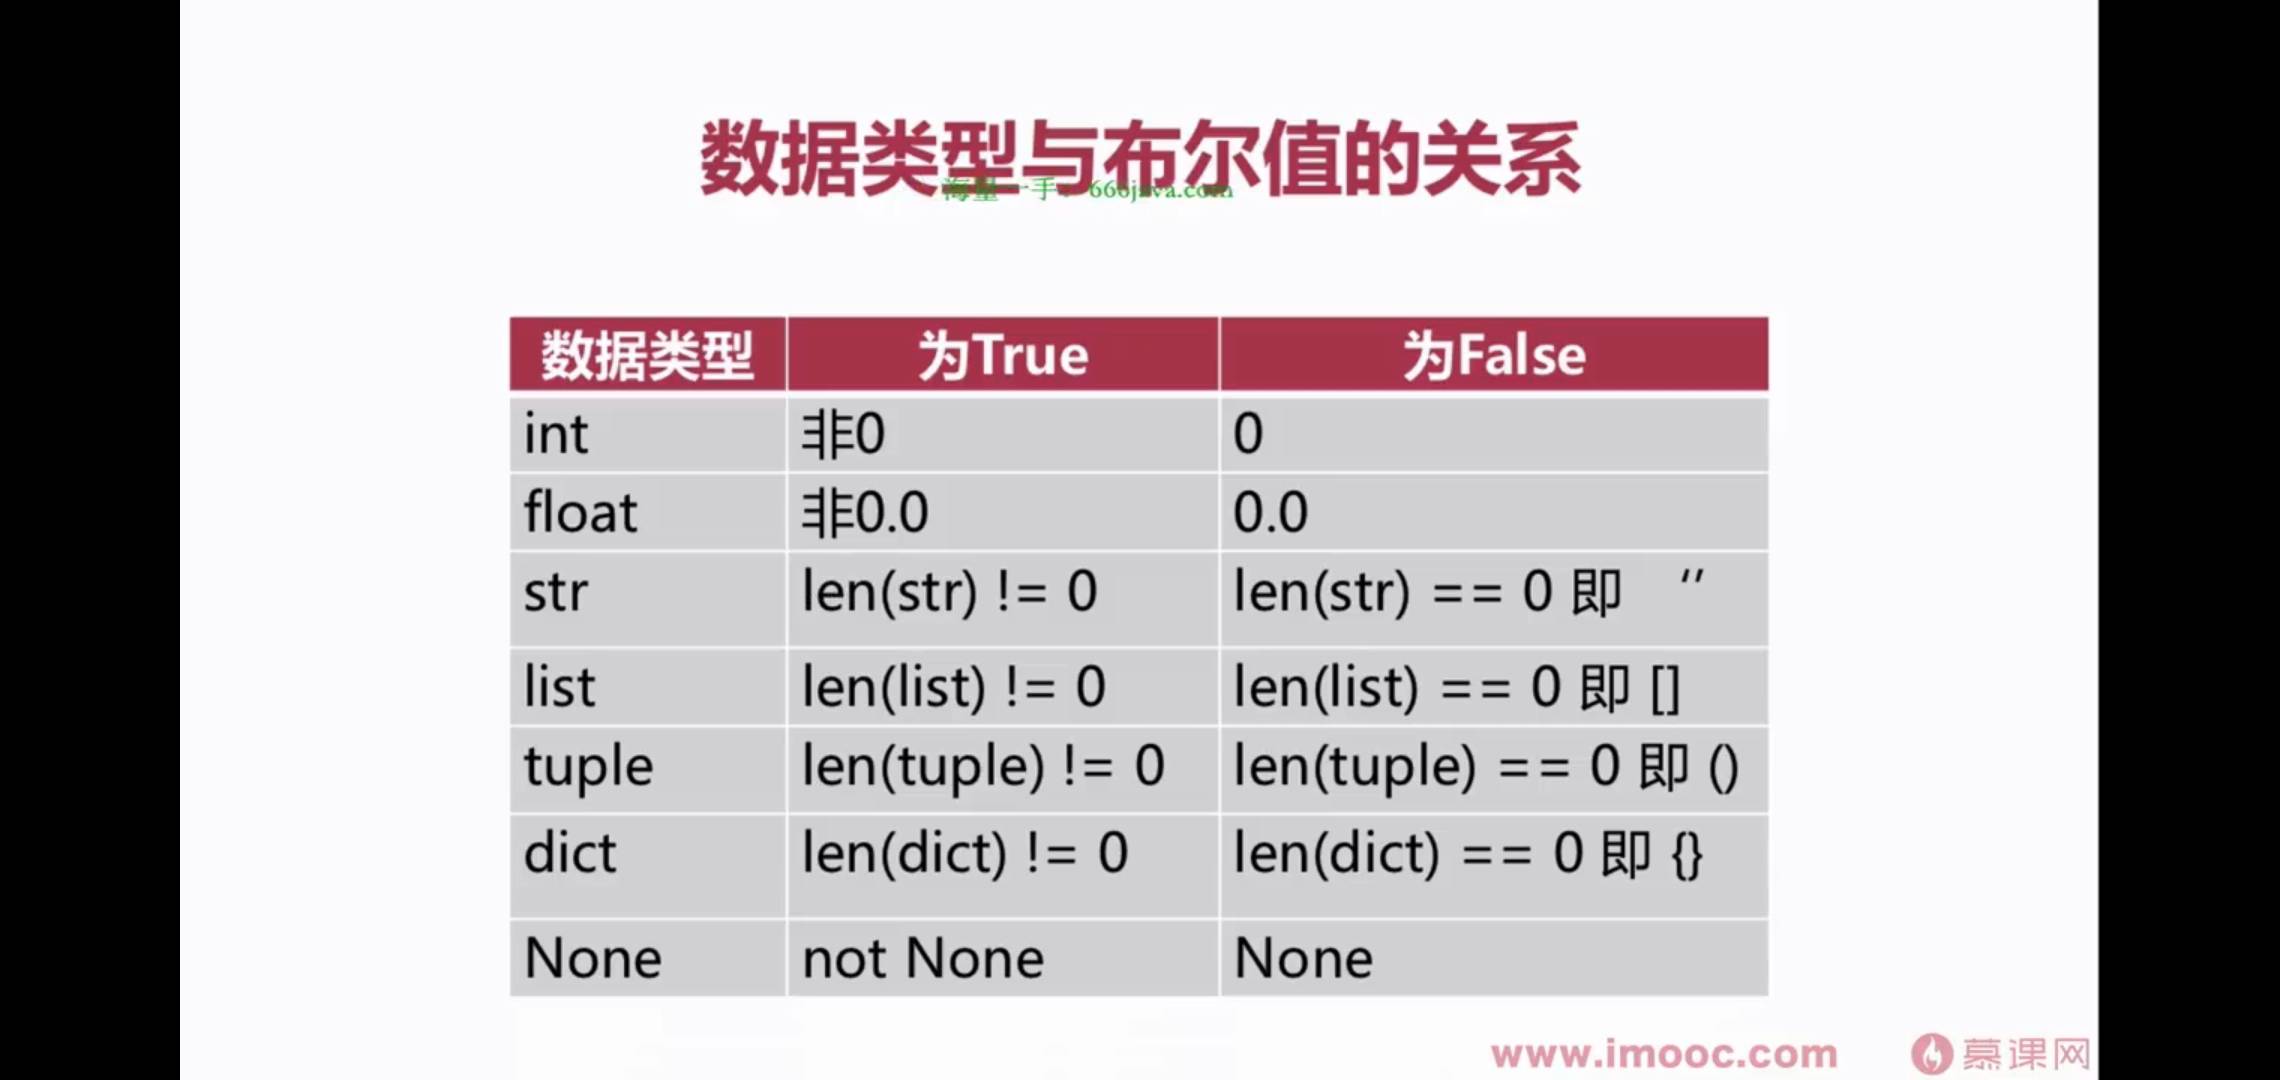 数据类型与布尔值的关系
海量一手：666java.com
数据类型 为True 为False
int 非0 0
float 非0.0 0.0
str len(str) != 0 len(str) == 0 即 ‘’
list len(list) != 0 len(list) == 0 即 []
tuple len(tuple) != 0 len(tuple) == 0 即 ()
dict len(dict) != 0 len(dict) == 0 即 {}
None not None None
www.imooc.com 慕课网